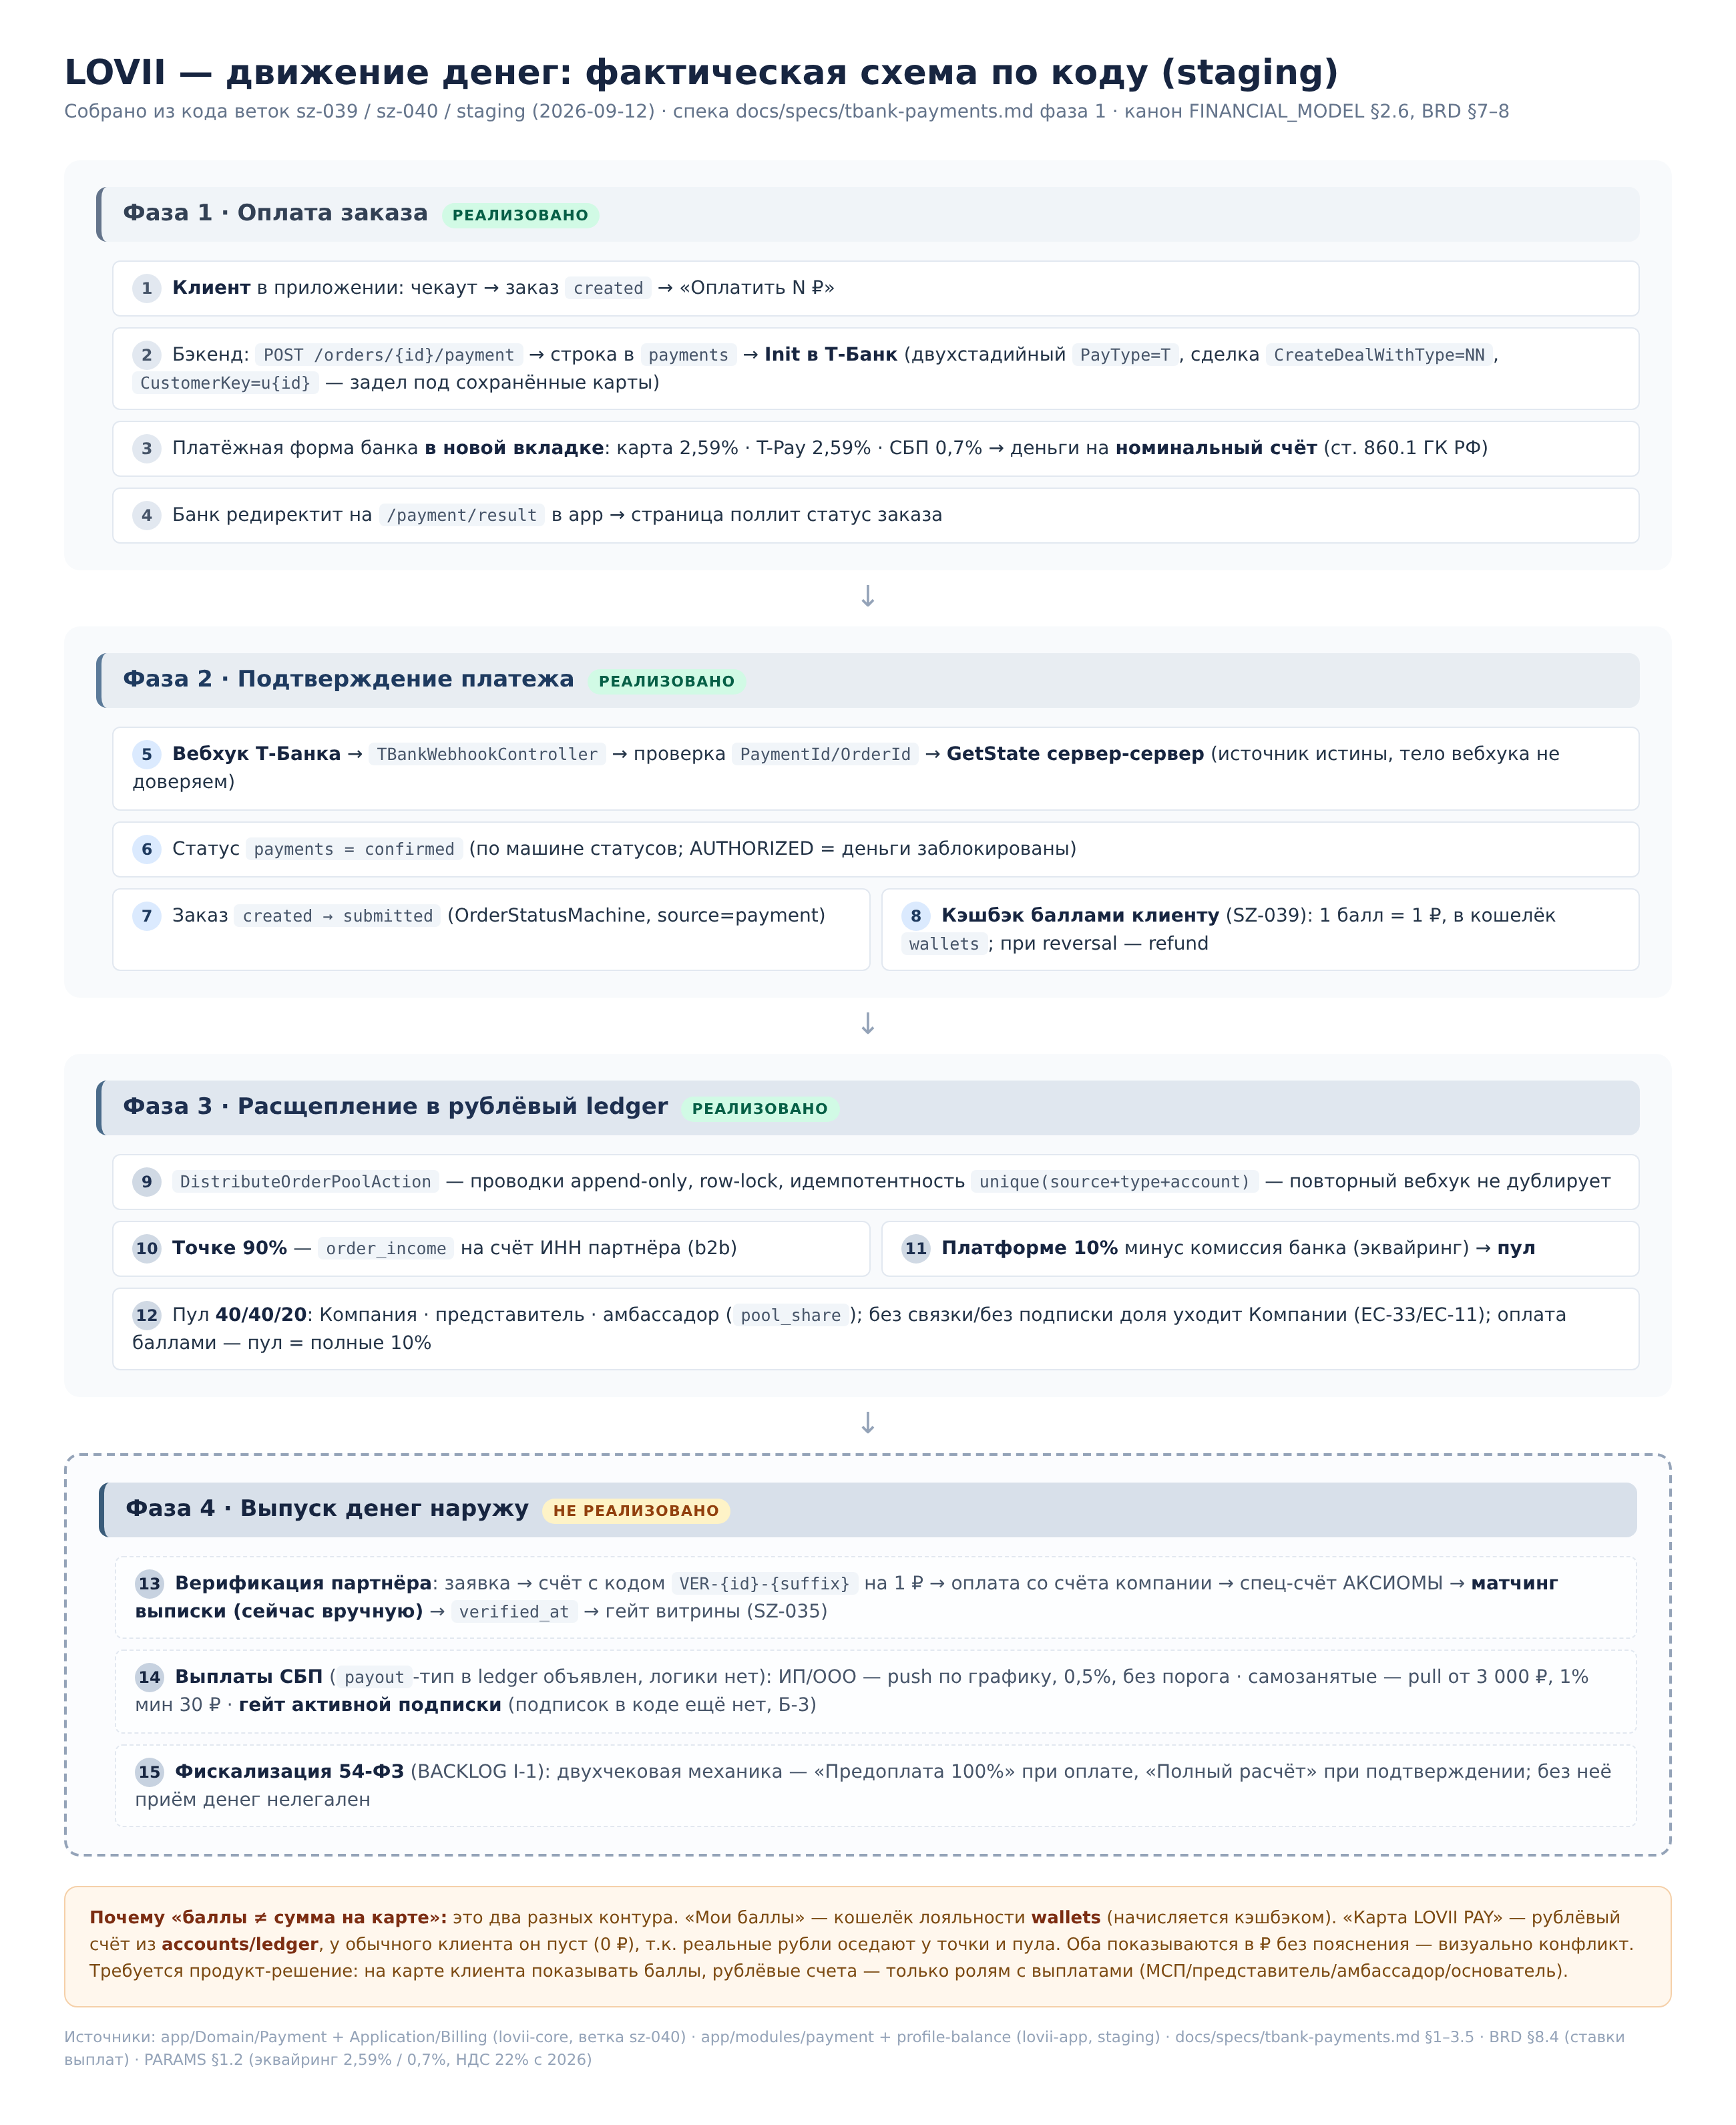 LOVII — движение денег: фактическая схема по коду (staging)
Собрано из кода веток sz-039 / sz-040 / staging (2026-09-12) · спека docs/specs/tbank-payments.md фаза 1 · канон FINANCIAL_MODEL §2.6, BRD §7–8
Фаза 1 · Оплата заказа РЕАЛИЗОВАНО
1 Клиент в приложении: чекаут → заказ created → «Оплатить N ₽»
2 Бэкенд: POST /orders/{id}/payment → строка в payments → Init в Т-Банк (двухстадийный PayType=T, сделка CreateDealWithType=NN,
CustomerKey=u{id} — задел под сохранённые карты)
3 Платёжная форма банка в новой вкладке: карта 2,59% · T-Pay 2,59% · СБП 0,7% → деньги на номинальный счёт (ст. 860.1 ГК РФ)
4 Банк редиректит на /payment/result в app → страница поллит статус заказа
↓
Фаза 2 · Подтверждение платежа РЕАЛИЗОВАНО
5 Вебхук Т-Банка → TBankWebhookController → проверка PaymentId/OrderId → GetState сервер-сервер (источник истины, тело вебхука не
доверяем)
6 Статус payments = confirmed (по машине статусов; AUTHORIZED = деньги заблокированы)
7 Заказ created → submitted (OrderStatusMachine, source=payment)
8 Кэшбэк баллами клиенту (SZ-039): 1 балл = 1 ₽, в кошелёк
wallets; при reversal — refund
↓
Фаза 3 · Расщепление в рублёвый ledger РЕАЛИЗОВАНО
9 DistributeOrderPoolAction — проводки append-only, row-lock, идемпотентность unique(source+type+account) — повторный вебхук не дублирует
10 Точке 90% — order_income на счёт ИНН партнёра (b2b)
11 Платформе 10% минус комиссия банка (эквайринг) → пул
12 Пул 40/40/20: Компания · представитель · амбассадор (pool_share); без связки/без подписки доля уходит Компании (EC-33/EC-11); оплата
баллами — пул = полные 10%
↓
Фаза 4 · Выпуск денег наружу НЕ РЕАЛИЗОВАНО
13 Верификация партнёра: заявка → счёт с кодом VER-{id}-{suffix} на 1 ₽ → оплата со счёта компании → спец-счёт АКСИОМЫ → матчинг
выписки (сейчас вручную) → verified_at → гейт витрины (SZ-035)
14 Выплаты СБП (payout-тип в ledger объявлен, логики нет): ИП/ООО — push по графику, 0,5%, без порога · самозанятые — pull от 3 000 ₽, 1%
мин 30 ₽ · гейт активной подписки (подписок в коде ещё нет, Б-3)
15 Фискализация 54-ФЗ (BACKLOG I-1): двухчековая механика — «Предоплата 100%» при оплате, «Полный расчёт» при подтверждении; без неё
приём денег нелегален
Почему «баллы ≠ сумма на карте»: это два разных контура. «Мои баллы» — кошелёк лояльности wallets (начисляется кэшбэком). «Карта LOVII PAY» — рублёвый
счёт из accounts/ledger, у обычного клиента он пуст (0 ₽), т.к. реальные рубли оседают у точки и пула. Оба показываются в ₽ без пояснения — визуально конфликт.
Требуется продукт-решение: на карте клиента показывать баллы, рублёвые счета — только ролям с выплатами (МСП/представитель/амбассадор/основатель).
Источники: app/Domain/Payment + Application/Billing (lovii-core, ветка sz-040) · app/modules/payment + profile-balance (lovii-app, staging) · docs/specs/tbank-payments.md §1–3.5 · BRD §8.4 (ставки
выплат) · PARAMS §1.2 (эквайринг 2,59% / 0,7%, НДС 22% с 2026)